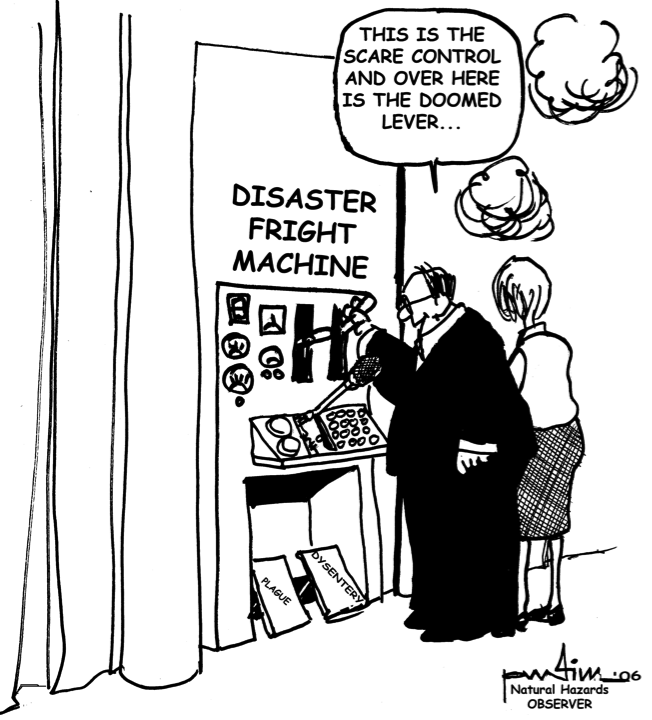 THIS IS THE
SCARE CONTROL
AND OVER HERE
IS THE DOOMED
LEVER...
DISASTER
FRIGHT
MACHINE
PLAGUE
DYSENTERY
'06
Natural Hazards
OBSERVER